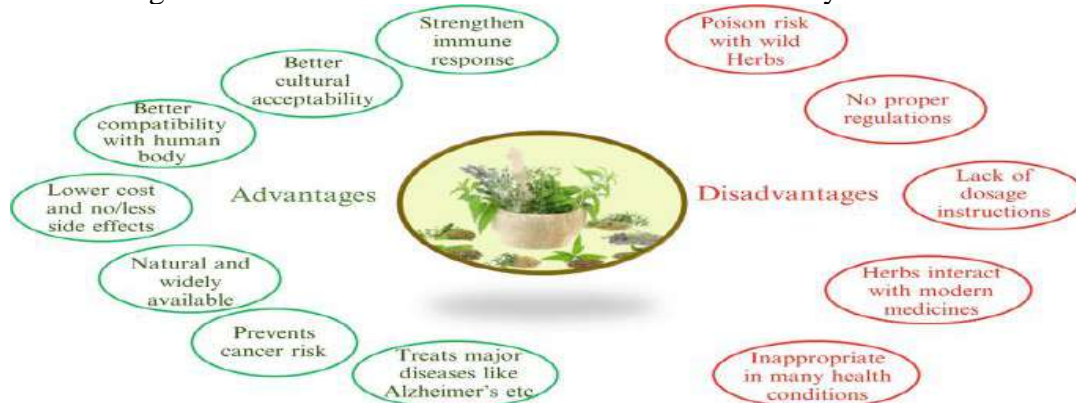 Strengthen
immune
response
Better
cultural
acceptability
Better
compatibility
with human
body
Lower cost
and no/less
side effects
Natural and
widely
available
Prevents
cancer risk
Treats major
diseases like
Alzheimer's etc
Advantages
Disadvantages
Poison risk
with wild
Herbs
No proper
regulations
Lack of
dosage
instructions
Herbs interact
with modern
medicines
Inappropriate
in many health
conditions